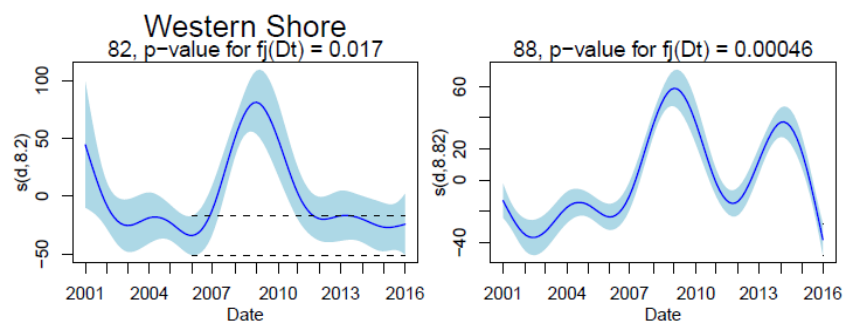 Western Shore
82, p−value for fj(Dt) = 0.017
s(d,8.2)
100
50
0
−50
2001 2004 2007 2010 2013 2016
Date
88, p−value for fj(Dt) = 0.00046
s(d,8.82)
60
20
0
−40
2001 2004 2007 2010 2013 2016
Date